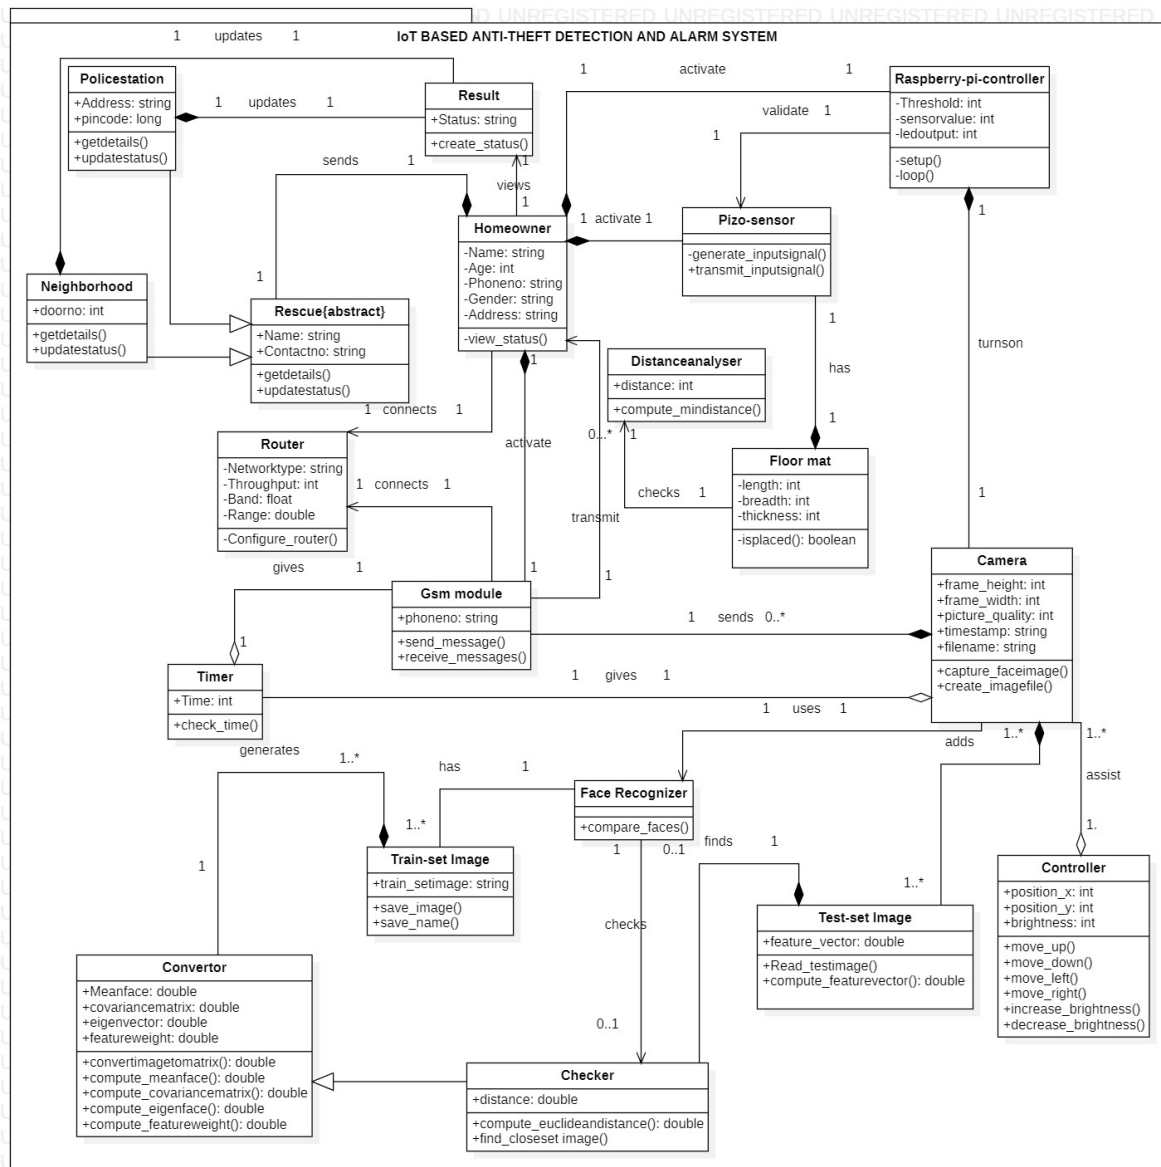 D UNREGISTERED UNREGISTERED UNREGISTERED UNREGISTERED
IoT BASED ANTI-THEFT DETECTION AND ALARM SYSTEM
1 updates 1
Policestation
+Address: string
+pincode: long
+getdetails()
+updatestatus()
1 updates 1
Result
+Status: string
+create_status()
1 activate 1
Raspberry-pi-controller
-Threshold: int
-sensorvalue: int
-ledoutput: int
-setup()
-loop()
validate 1
1
sends 1
1
views
1
1
Homeowner
-Name: string
-Age: int
-Phoneno: string
-Gender: string
-Address: string
-view_status()
1 activate 1
Pizo-sensor
-generate_inputsignal()
+transmit_inputsignal()
1
Neighborhood
+doorno: int
+getdetails()
+updatestatus()
1
Rescue{abstract}
+Name: string
+Contactno: string
+getdetails()
+updatestatus()
1
has
1
turnson
1
1
Distanceanalyser
+distance: int
+compute_mindistance()
1 connects 1
activate
0...* 1
Router
-Networktype: string
-Throughput: int
-Band: float
-Range: double
-Configure_router()
1 connects 1
checks 1
Floor mat
-length: int
-breadth: int
-thickness: int
-isplaced(): boolean
transmit
gives 1
1
1
Gsm module
+phoneno: string
+send_message()
+receive_messages()
1 sends 0..*
Camera
+frame_height: int
+frame_width: int
+picture_quality: int
+timestamp: string
+filename: string
+capture_faceimage()
+create_imagefile()
1
Timer
+Time: int
+check_time()
1 gives 1
1 uses 1
adds
1..*
1..*
assist
1.
generates
1..*
1
has 1
1..*
Face Recognizer
+compare_faces()
1
0..1
finds 1
1..*
Train-set Image
+train_setimage: string
+save_image()
+save_name()
checks
0..1
Test-set Image
+feature_vector: double
+Read_testimage()
+compute_featurevector(): double
Controller
+position_x: int
+position_y: int
+brightness: int
+move_up()
+move_down()
+move_left()
+move_right()
+increase_brightness()
+decrease_brightness()
Convertor
+Meanface: double
+covariancematrix: double
+eigenvector: double
+featureweight: double
+convertimagetomatrix(): double
+compute_meanface(): double
+compute_covariancematrix(): double
+compute_eigenface(): double
+compute_featureweight(): double
Checker
+distance: double
+compute_euclideandistance(): double
+find_closeset image()